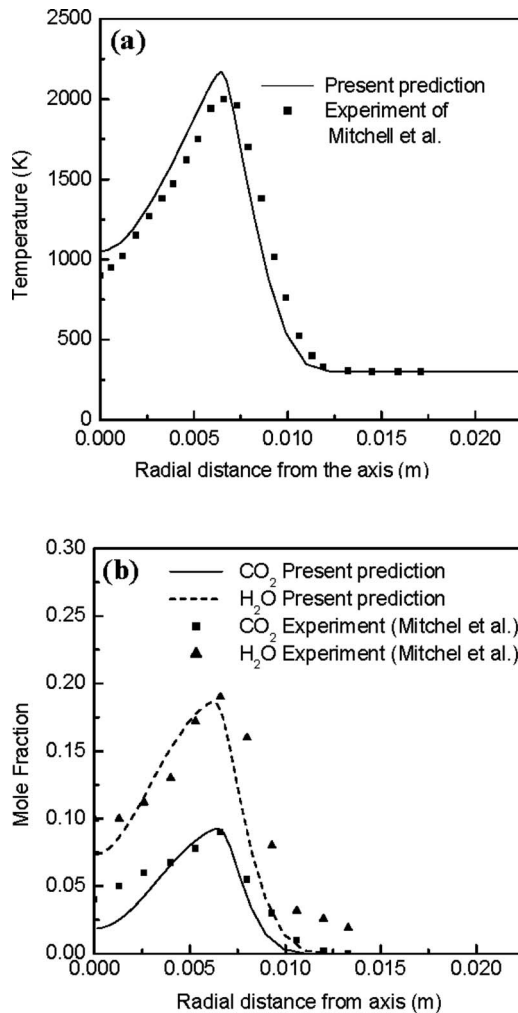 (a)
2500
2000
1500
1000
500
0
Temperature (K)
Present prediction
Experiment of
Mitchell et al.
0.000
0.005
0.010
0.015
0.020
Radial distance from the axis (m)
(b)
0.30
0.25
0.20
0.15
0.10
0.05
0.00
Mole Fraction
CO2 Present prediction
H2O Present prediction
CO2 Experiment (Mitchel et al.)
H2O Experiment (Mitchel et al.)
0.000
0.005
0.010
0.015
0.020
Radial distance from axis (m)